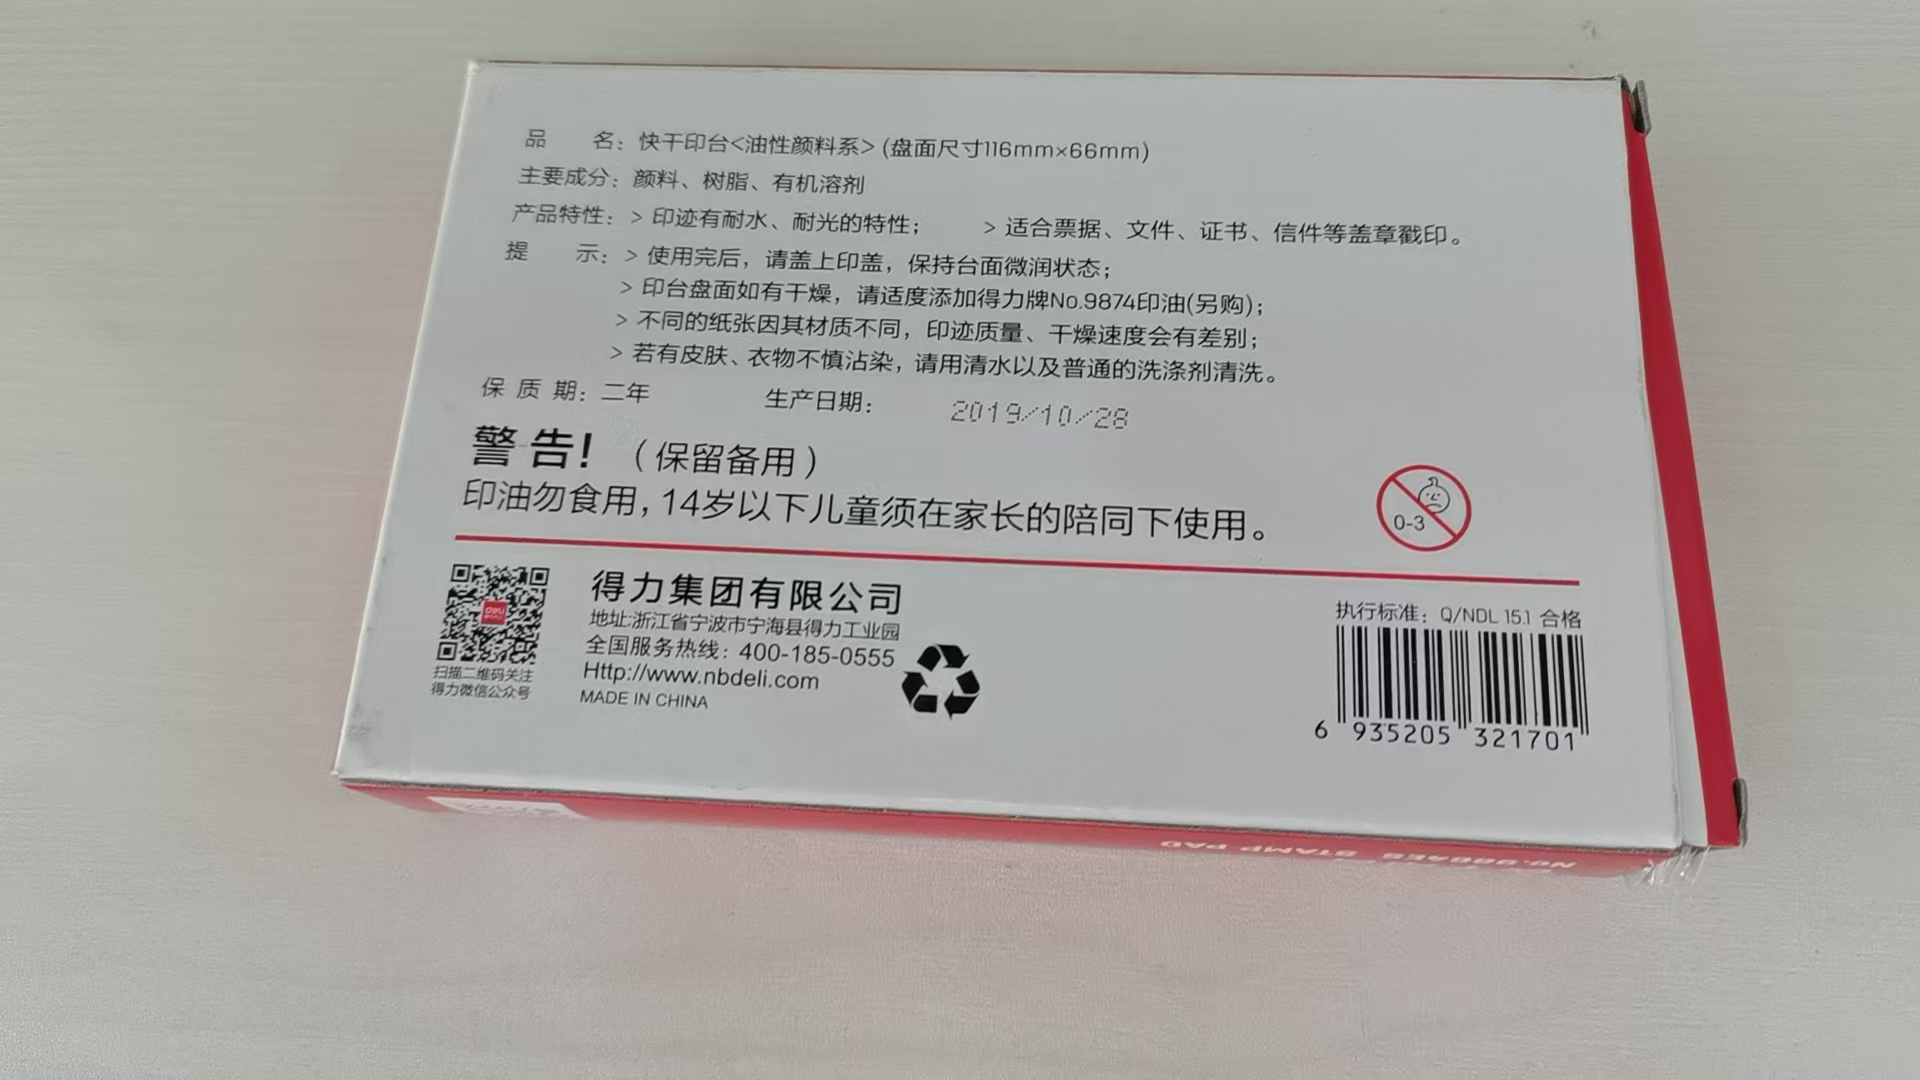 品 名：快干印台<油性颜料系> (盘面尺寸116mm×66mm)
主要成分：颜料、树脂、有机溶剂
产品特性：> 印迹有耐水、耐光的特性； > 适合票据、文件、证书、信件等盖章戳印。
提 示：> 使用完后，请盖上印盖，保持台面微润状态；
> 印台盘面如有干燥，请适度添加得力牌No.9874印油(另购)；
> 不同的纸张因其材质不同，印迹质量、干燥速度会有差别；
> 若有皮肤、衣物不慎沾染，请用清水以及普通的洗涤剂清洗。
保 质 期：二年 生产日期： 2019/10/28
警 告！（保留备用）
印油勿食用，14岁以下儿童须在家长的陪同下使用。
0-3
deli
扫描二维码关注
得力微信公众号
得力集团有限公司
地址:浙江省宁波市宁海县得力工业园
全国服务热线：400-185-0555
Http://www.nbdeli.com
MADE IN CHINA
执行标准：Q/NDL 15.1 合格
6 935205 321701
STAMP PAD